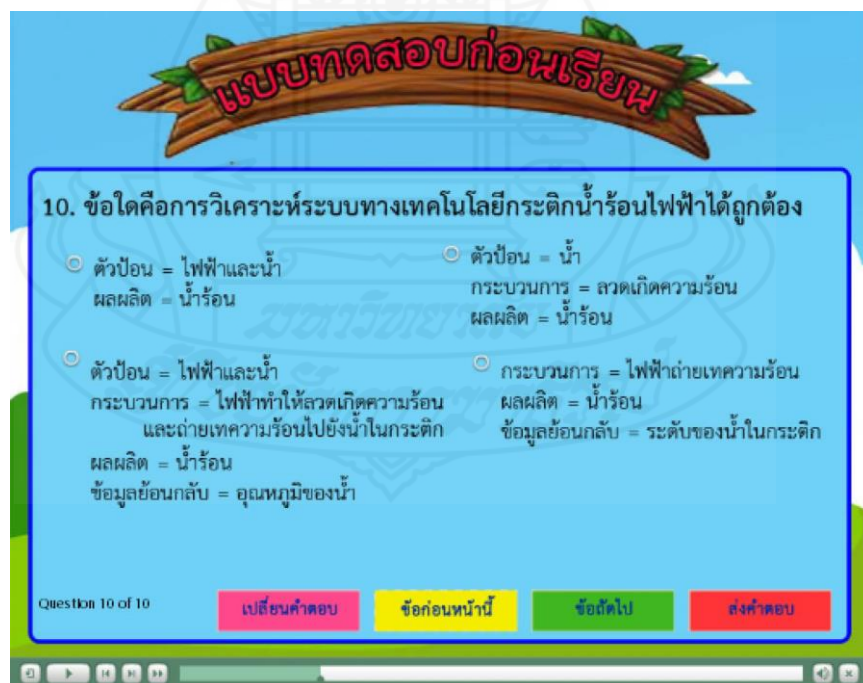 แบบทดสอบก่อนเรียน
10. ข้อใดคือการวิเคราะห์ระบบทางเทคโนโลยีกระติกน้ำร้อนไฟฟ้าได้ถูกต้อง
ตัวป้อน = ไฟฟ้าและน้ำ
ผลผลิต = น้ำร้อน
ตัวป้อน = น้ำ
กระบวนการ = ลวดเกิดความร้อน
ผลผลิต = น้ำร้อน
ตัวป้อน = ไฟฟ้าและน้ำ
กระบวนการ = ไฟฟ้าทำให้ลวดเกิดความร้อน
และถ่ายเทความร้อนไปยังน้ำในกระติก
ผลผลิต = น้ำร้อน
ข้อมูลย้อนกลับ = อุณหภูมิของน้ำ
กระบวนการ = ไฟฟ้าถ่ายเทความร้อน
ผลผลิต = น้ำร้อน
ข้อมูลย้อนกลับ = ระดับของน้ำในกระติก
Question 10 of 10
เปลี่ยนคำตอบ
ข้อก่อนหน้านี้
ข้อถัดไป
ส่งคำตอบ